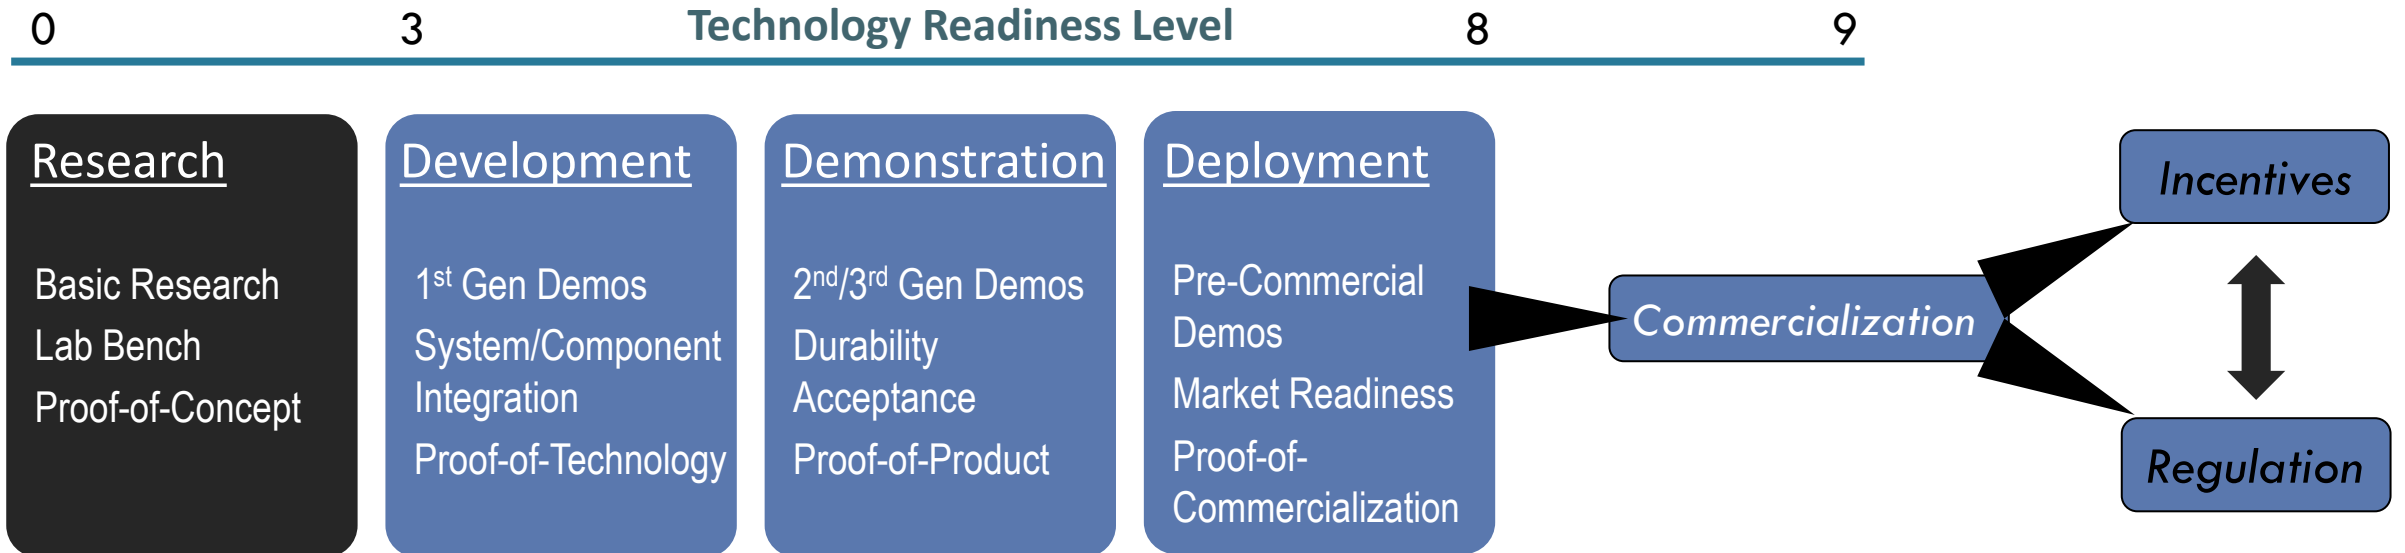 0 3 Technology Readiness Level 8 9
Research
Basic Research
Lab Bench
Proof-of-Concept
Development
1st Gen Demos
System/Component
Integration
Proof-of-Technology
Demonstration
2nd/3rd Gen Demos
Durability
Acceptance
Proof-of-Product
Deployment
Pre-Commercial
Demos
Market Readiness
Proof-of-
Commercialization
Commercialization
Incentives
Regulation